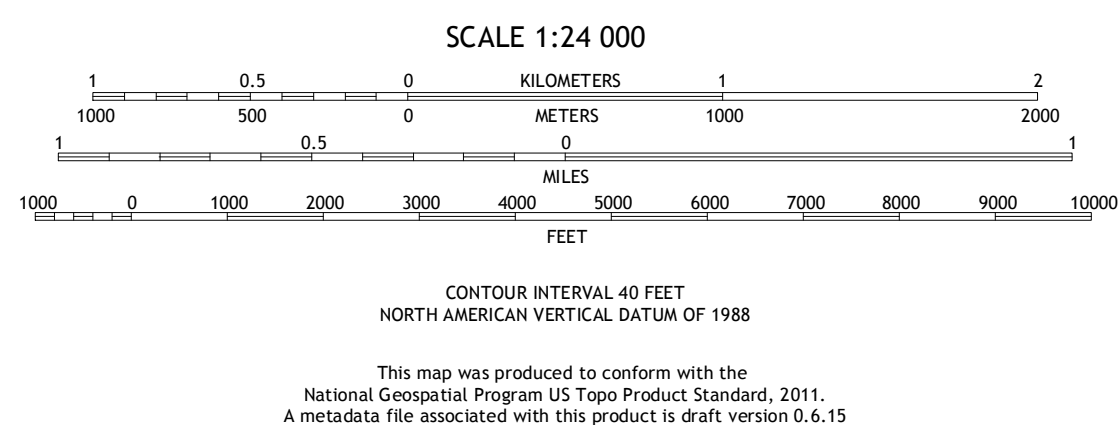 SCALE 1:24 000
1 0.5 0 KILOMETERS 1 2
1000 500 0 METERS 1000 2000
1 0.5 0 1
MILES
1000 0 1000 2000 3000 4000 5000 6000 7000 8000 9000 10000
FEET
CONTOUR INTERVAL 40 FEET
NORTH AMERICAN VERTICAL DATUM OF 1988
This map was produced to conform with the
National Geospatial Program US Topo Product Standard, 2011.
A metadata file associated with this product is draft version 0.6.15